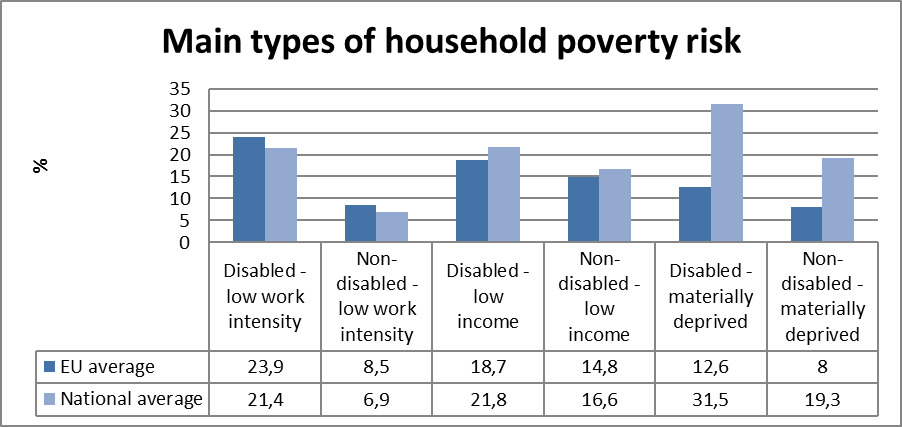 Main types of household poverty risk
%
35
30
25
20
15
10
5
0
Disabled - low work intensity
Non-disabled - low work intensity
Disabled - low income
Non-disabled - low income
Disabled - materially deprived
Non-disabled - materially deprived
EU average 23,9 8,5 18,7 14,8 12,6 8
National average 21,4 6,9 21,8 16,6 31,5 19,3